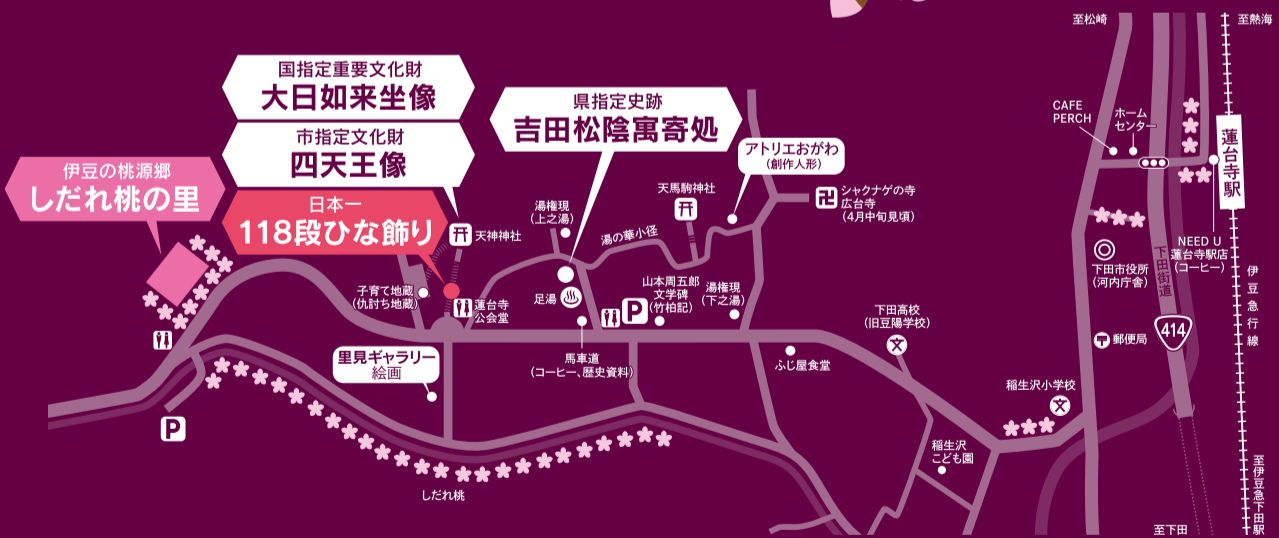 至松崎
至熱海
国指定重要文化財
大日如来坐像
市指定文化財
四天王像
日本一
118段ひな飾り
伊豆の桃源郷
しだれ桃の里
県指定史跡
吉田松陰寓寄処
アトリエおがわ
(創作人形)
CAFE
PERCH
ホーム
センター
蓮台寺駅
天神神社
湯権現
(上之湯)
湯の華小径
天馬駒神社
シャクナゲの寺
広台寺
(4月中旬見頃)
子育て地蔵
(仇討ち地蔵)
蓮台寺
公会堂
足湯
P
山本周五郎
文学碑
(竹柏記)
湯権現
(下之湯)
下田市役所
(河内庁舎)
下田街道
NEED U
蓮台寺駅店
(コーヒー)
伊豆急行線
414
郵便局
里見ギャラリー
絵画
馬車道
(コーヒー、歴史資料)
ふじ屋食堂
下田高校
(旧豆陽学校)
文
稲生沢小学校
文
P
稲生沢
こども園
しだれ桃
至下田
至伊豆急下田駅